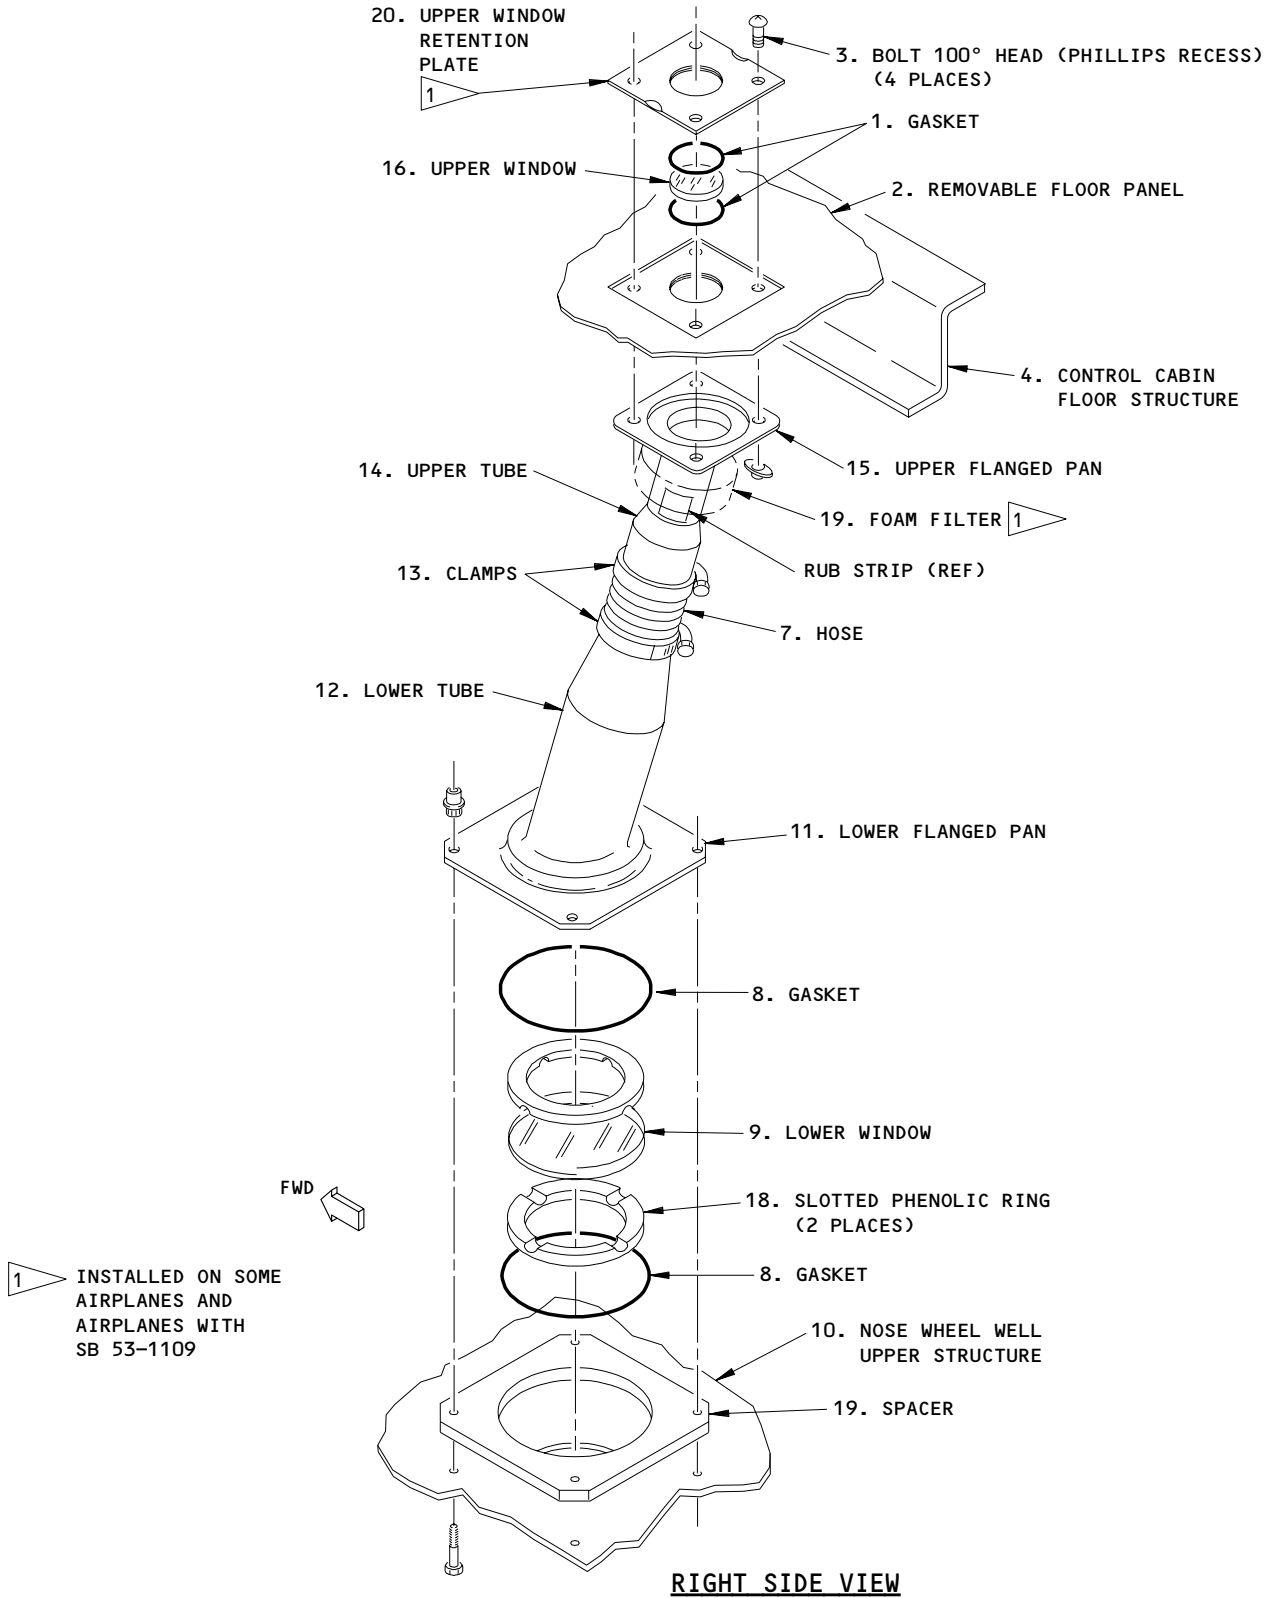 20. UPPER WINDOW
RETENTION
PLATE
1
3. BOLT 100° HEAD (PHILLIPS RECESS)
(4 PLACES)
1. GASKET
16. UPPER WINDOW
2. REMOVABLE FLOOR PANEL
4. CONTROL CABIN
FLOOR STRUCTURE
15. UPPER FLANGED PAN
14. UPPER TUBE
19. FOAM FILTER 1
RUB STRIP (REF)
13. CLAMPS
7. HOSE
12. LOWER TUBE
11. LOWER FLANGED PAN
8. GASKET
9. LOWER WINDOW
FWD
18. SLOTTED PHENOLIC RING
(2 PLACES)
8. GASKET
1 INSTALLED ON SOME
AIRPLANES AND
AIRPLANES WITH
SB 53-1109
10. NOSE WHEEL WELL
UPPER STRUCTURE
19. SPACER
RIGHT SIDE VIEW